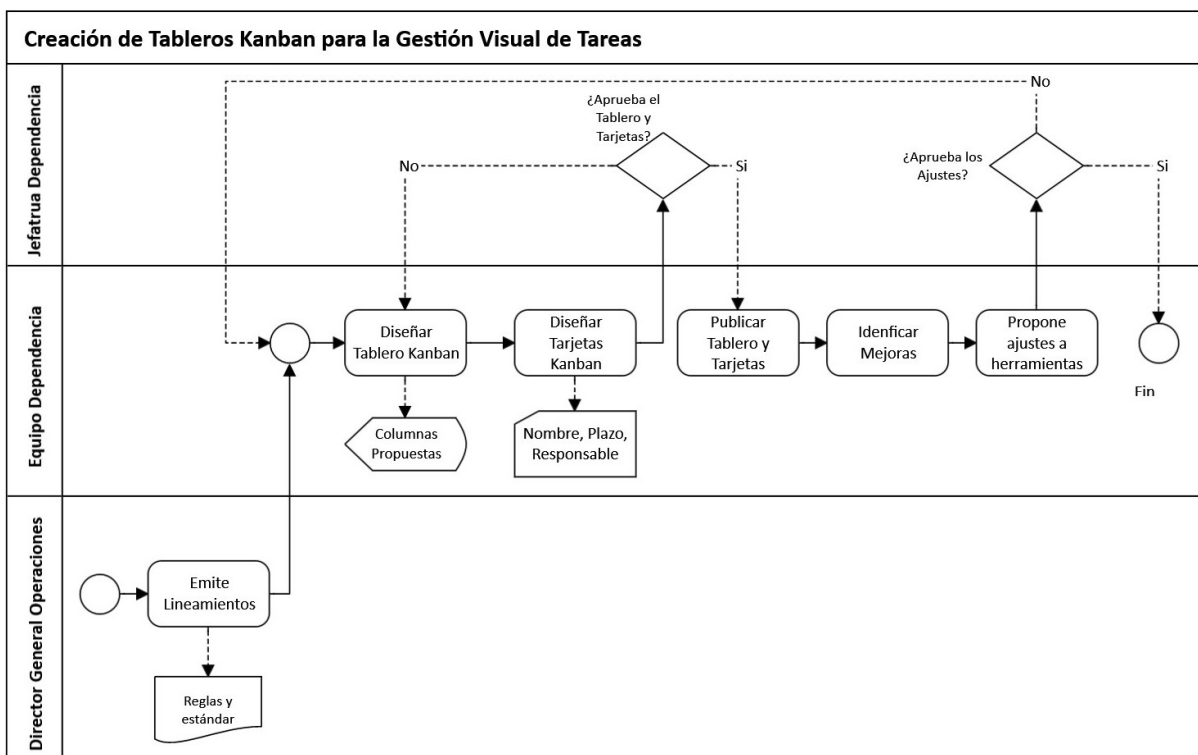 Creación de Tableros Kanban para la Gestión Visual de Tareas
Jefatrua Dependencia
No
¿Aprueba el
Tablero y
Tarjetas?
No
Si
¿Aprueba los
Ajustes?
Si
Equipo Dependencia
Diseñar
Tablero Kanban
Diseñar
Tarjetas
Kanban
Publicar
Tablero y
Tarjetas
Idenficar
Mejoras
Propone
ajustes a
herramientas
Fin
Columnas
Propuestas
Nombre, Plazo,
Responsable
Director General Operaciones
Emite
Lineamientos
Reglas y
estándar